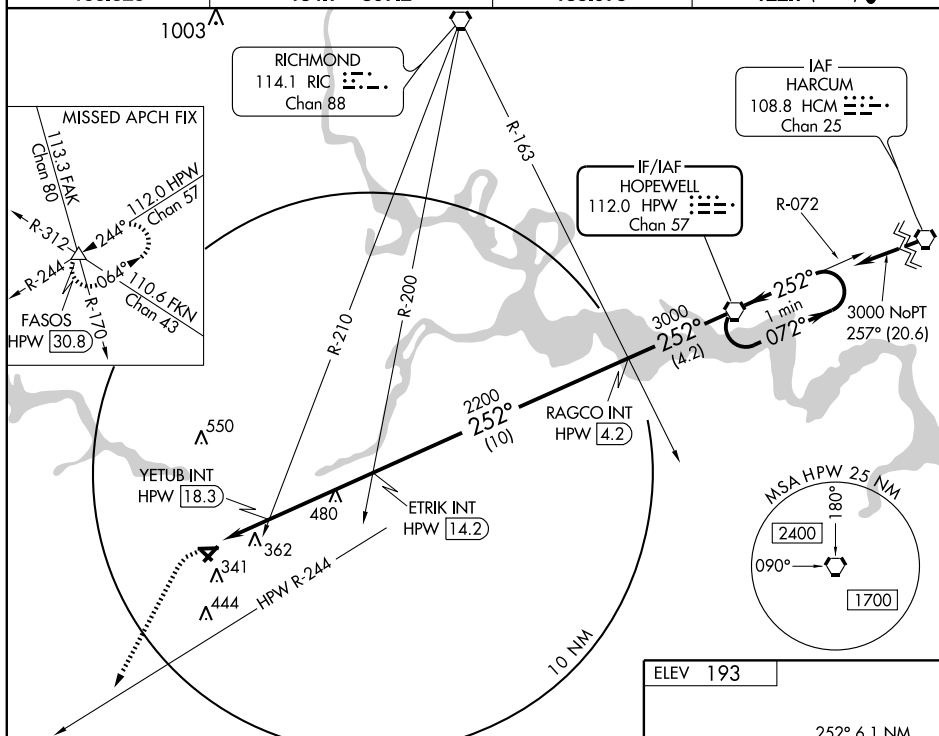 1003
RICHMOND
114.1 RIC
Chan 88
IAF
HARCUM
108.8 HCM
Chan 25
MISSED APCH FIX
113.3 FAK
Chan 80
112.0 HPW
Chan 57
244°
R-312
R-244
064°
110.6 FKN
Chan 43
R-170
FASOS
HPW 30.8
R-163
IF/IAF
HOPEWELL
112.0 HPW
Chan 57
R-072
252°
1 min
072°
3000 NoPT
257° (20.6)
R-210
R-200
3000
252°
(4.2)
2200
252°
(10)
RAGCO INT
HPW 4.2
550
YETUB INT
HPW 18.3
480
ETRIK INT
HPW 14.2
362
341
444
HPW R-244
10 NM
MSA HPW 25 NM
180°
2400
090°
1700
ELEV 193
252° 6.1 NM